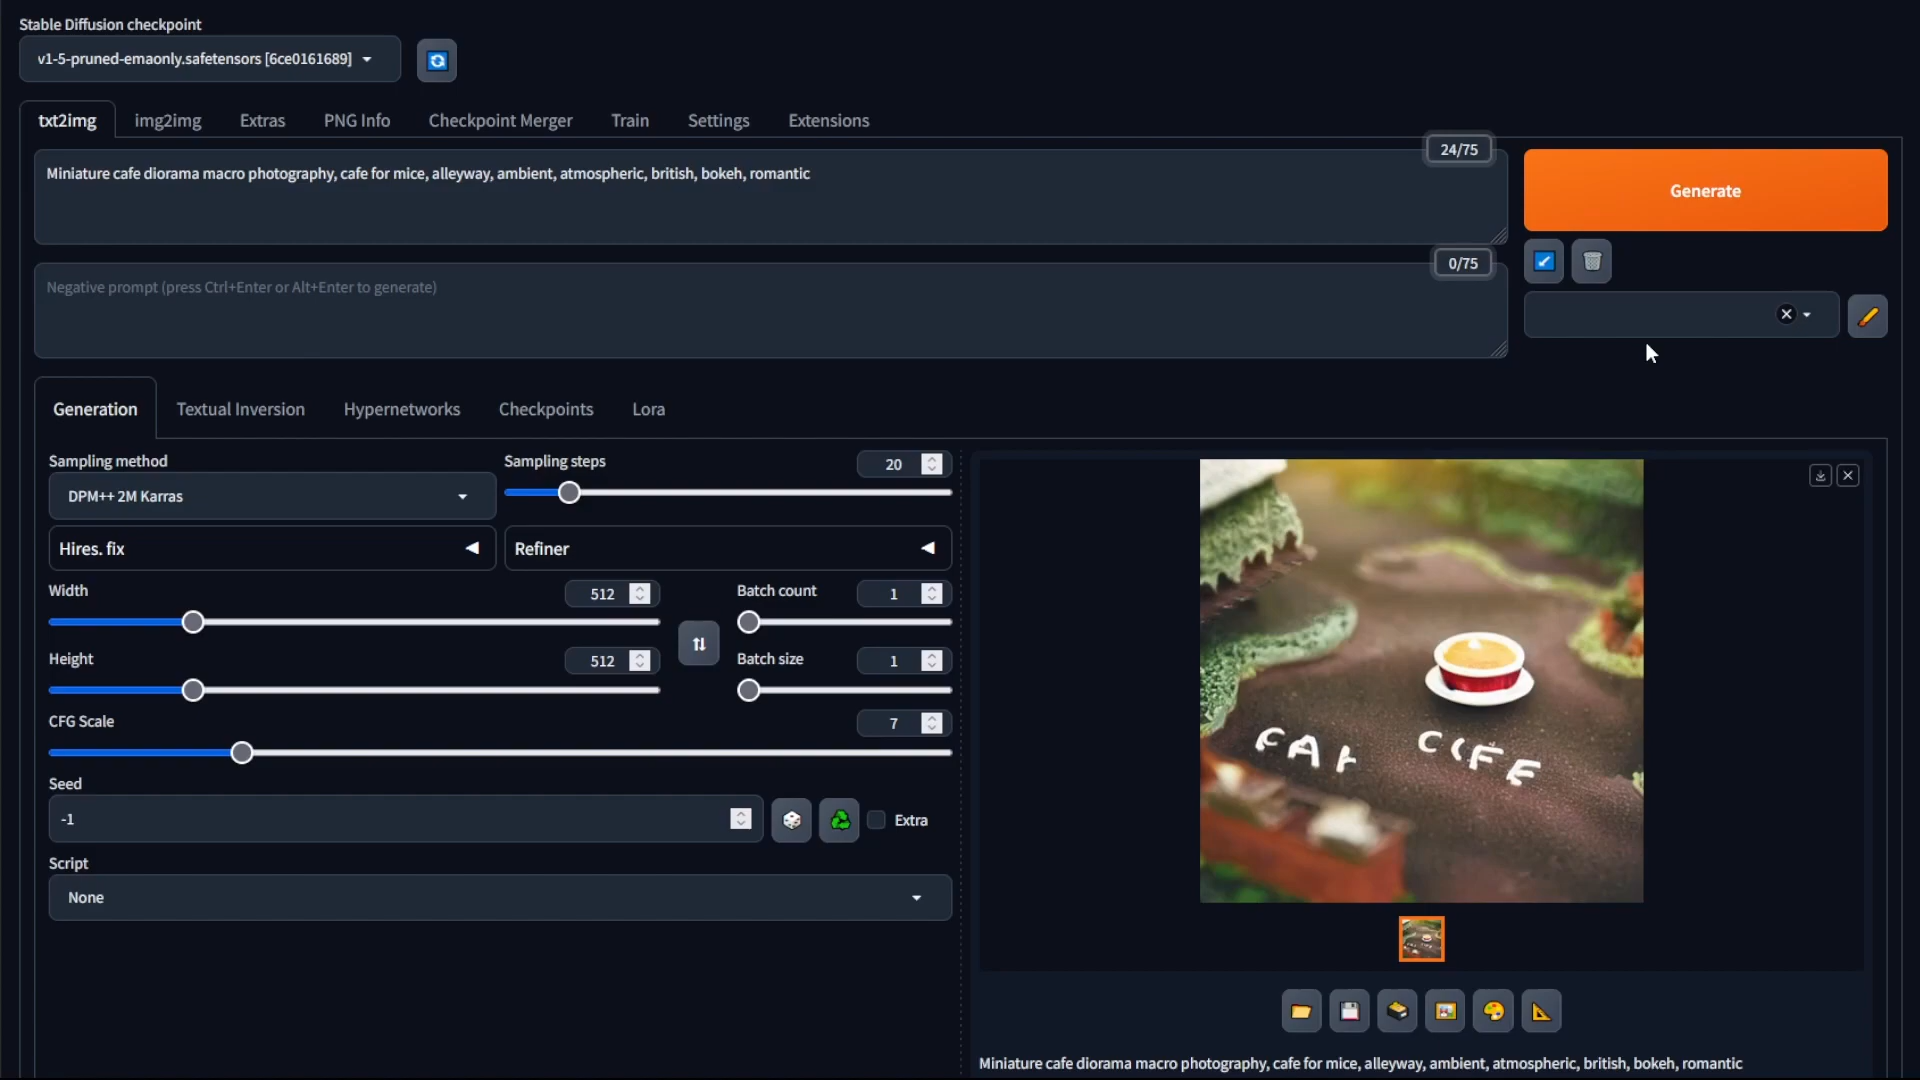 Stable Diffusion checkpoint
v1-5-pruned-emaonly.safetensors [6ce0161689]
txt2img img2img Extras PNG Info Checkpoint Merger Train Settings Extensions
24/75
Miniature cafe diorama macro photography, cafe for mice, alleyway, ambient, atmospheric, british, bokeh, romantic
Generate
0/75
Negative prompt (press Ctrl+Enter or Alt+Enter to generate)
Generation Textual Inversion Hypernetworks Checkpoints Lora
Sampling method
DPM++ 2M Karras
Sampling steps
20
Hires. fix
Refiner
Width
512
Batch count
1
Height
512
Batch size
1
CFG Scale
7
Seed
-1
Extra
Script
None
Miniature cafe diorama macro photography, cafe for mice, alleyway, ambient, atmospheric, british, bokeh, romantic